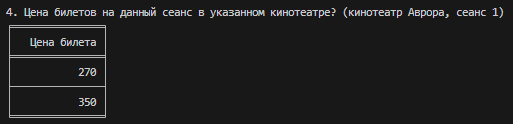 4. Цена билетов на данный сеанс в указанном кинотеатре? (кинотеатр Аврора, сеанс 1)
Цена билета
270
350